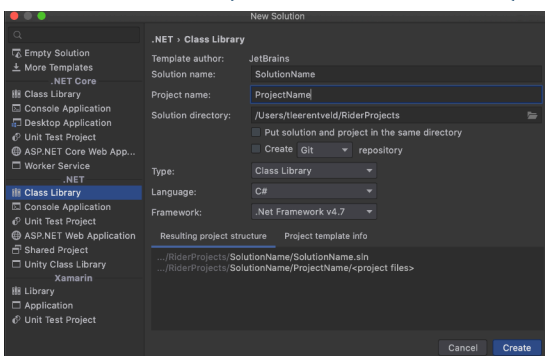 New Solution
Empty Solution
More Templates
.NET Core
Class Library
Console Application
Desktop Application
Unit Test Project
ASP.NET Core Web App...
Worker Service
.NET
Class Library
Console Application
Unit Test Project
ASP.NET Web Application
Shared Project
Unity Class Library
Xamarin
Library
Application
Unit Test Project
.NET › Class Library
Template author: JetBrains
Solution name: SolutionName
Project name: ProjectName
Solution directory: /Users/tleerentveld/RiderProjects
Put solution and project in the same directory
Create Git repository
Type: Class Library
Language: C#
Framework: .Net Framework v4.7
Resulting project structure Project template info
.../RiderProjects/SolutionName/SolutionName.sln
.../RiderProjects/SolutionName/ProjectName/<project files>
Cancel Create